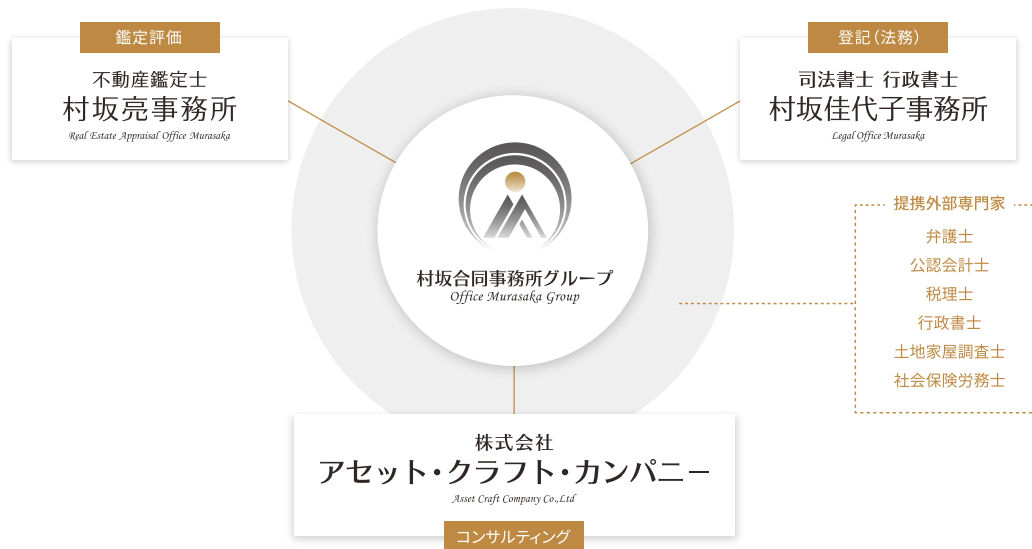 鑑定評価
不動産鑑定士
村坂亮事務所
Real Estate Appraisal Office Murasaka
登記（法務）
司法書士 行政書士
村坂佳代子事務所
Legal Office Murasaka
村坂合同事務所グループ
Office Murasaka Group
提携外部専門家
弁護士
公認会計士
税理士
行政書士
土地家屋調査士
社会保険労務士
株式会社
アセット・クラフト・カンパニー
Asset Craft Company Co.,Ltd
コンサルティング